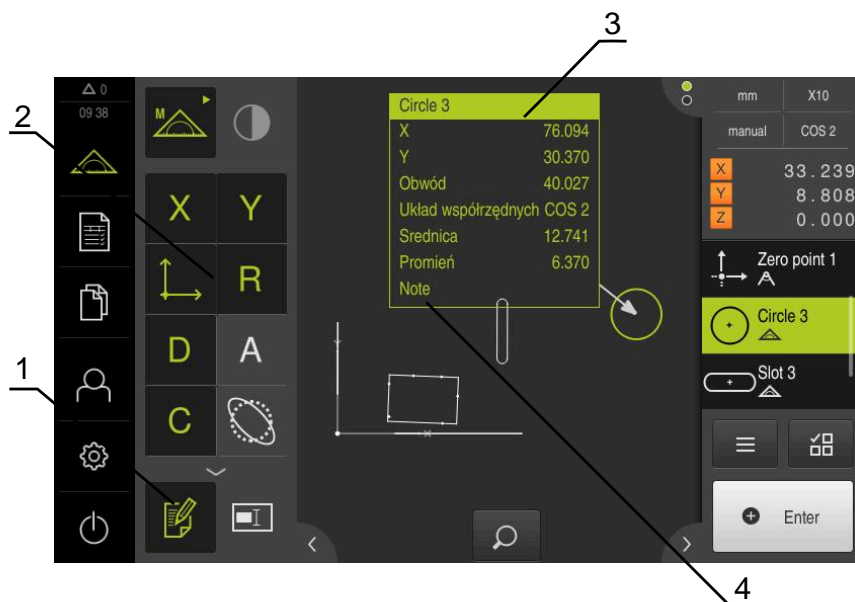 3
△ 0
09 38
2
M
X
Y
R
D
A
C
1
Circle 3
X 76.094
Y 30.370
Obwód 40.027
Układ współrzędnych COS 2
Srednica 12.741
Promień 6.370
Note
mm X10
manual COS 2
X 33.239
Y 8.808
Z 0.000
Zero point 1
Circle 3
Slot 3
Enter
4